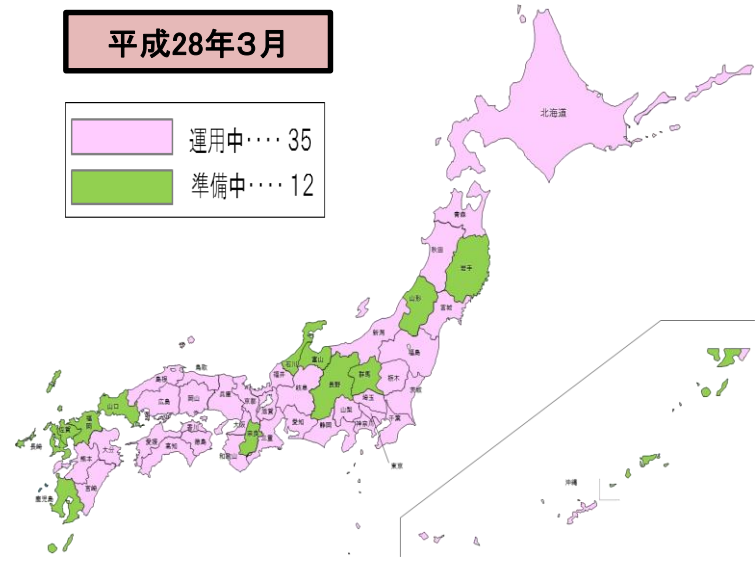 平成28年3月
運用中････35
準備中････12
北海道
青森
秋田
岩手
山形
宮城
新潟
福島
石川
富山
群馬
栃木
福井
岐阜
長野
茨城
埼玉
鳥取
島根
兵庫
京都
滋賀
山梨
千葉
山口
広島
岡山
大阪
奈良
三重
愛知
静岡
神奈川
東京
福岡
佐賀
長崎
大分
熊本
愛媛
香川
高知
徳島
和歌山
宮崎
鹿児島
沖縄